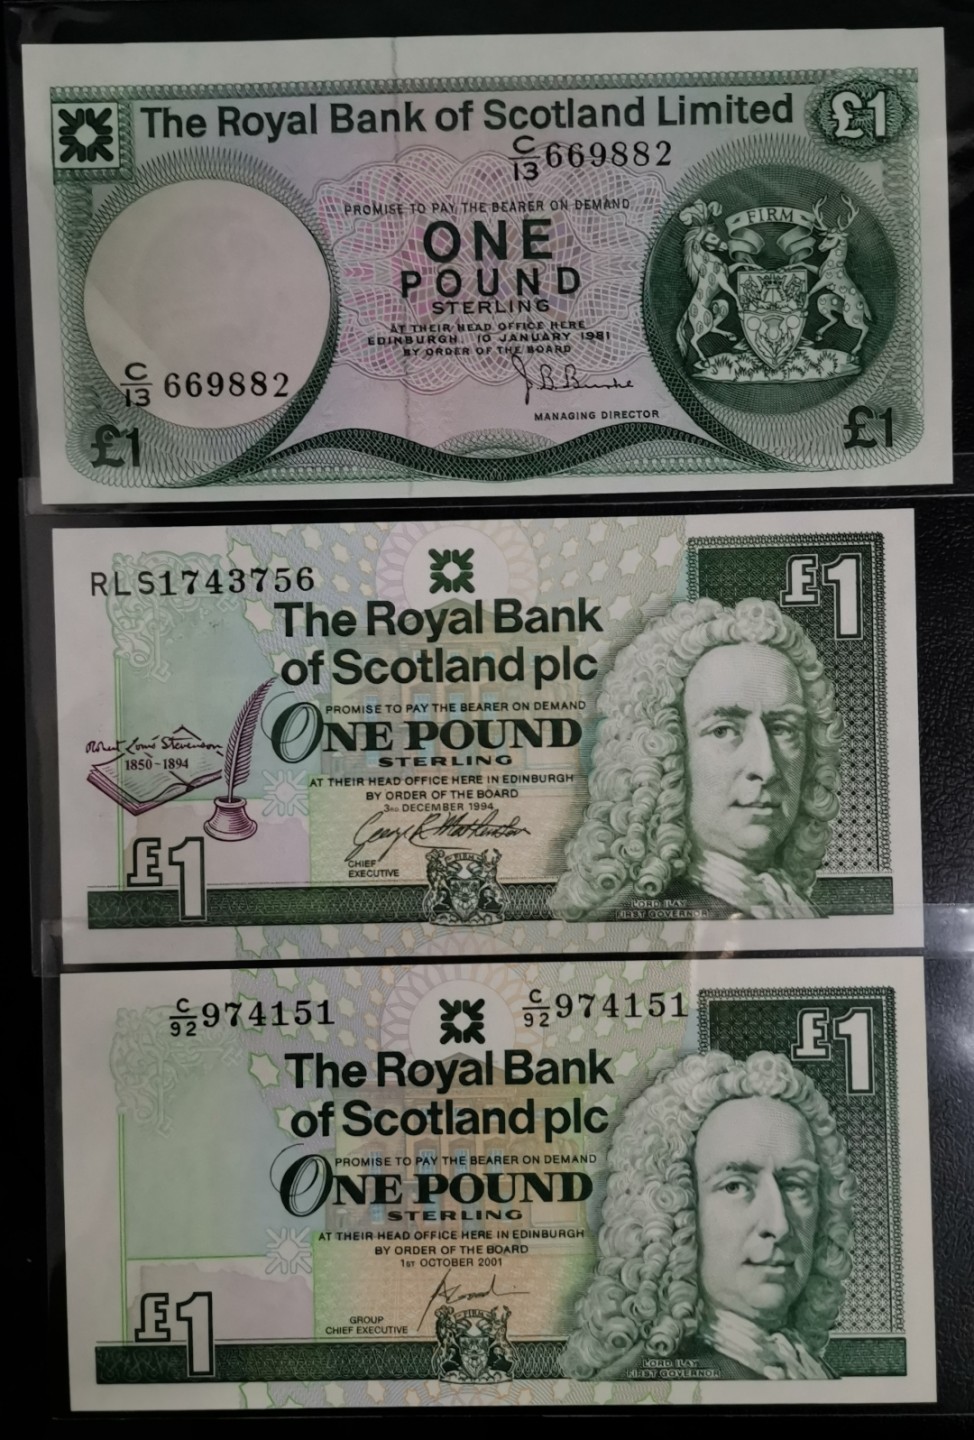 The Royal Bank of Scotland Limited
£1
C/13 669882
PROMISE TO PAY THE BEARER ON DEMAND
ONE
POUND
STERLING
AT THEIR HEAD OFFICE HERE
EDINBURGH, 10 JANUARY 1981
BY ORDER OF THE BOARD
MANAGING DIRECTOR
FIRM
C/13 669882
£1
£1
RLS1743756
£1
The Royal Bank
of Scotland plc
PROMISE TO PAY THE BEARER ON DEMAND
ONE POUND
STERLING
AT THEIR HEAD OFFICE HERE IN EDINBURGH
BY ORDER OF THE BOARD
3RD DECEMBER 1994
CHIEF
EXECUTIVE
Robert Louis Stevenson
1850-1894
£1
FIRM
LORD ILAY
FIRST GOVERNOR
C/92 974151
C/92 974151
£1
The Royal Bank
of Scotland plc
PROMISE TO PAY THE BEARER ON DEMAND
ONE POUND
STERLING
AT THEIR HEAD OFFICE HERE IN EDINBURGH
BY ORDER OF THE BOARD
1ST OCTOBER 2001
GROUP
CHIEF EXECUTIVE
£1
FIRM
LORD ILAY
FIRST GOVERNOR